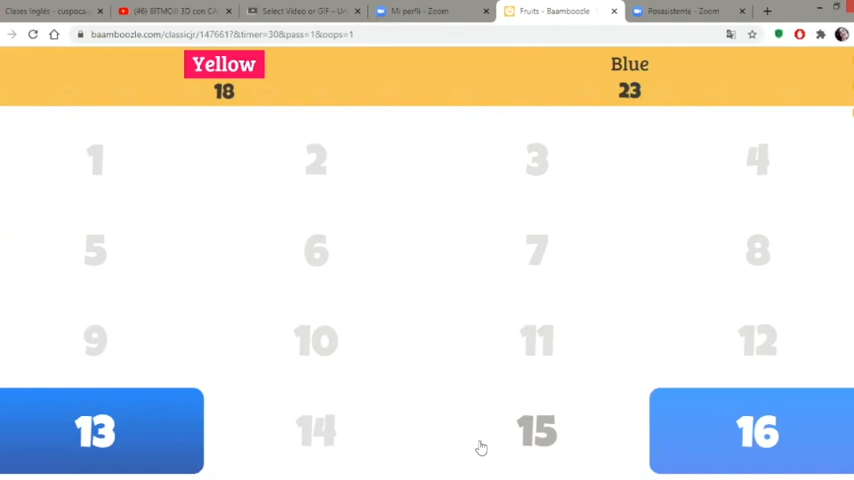 Clases Inglés - cuspoca
(46) BITMOJI 3D con CA
Select Video or GIF – Un
Mi perfil - Zoom
Fruits - Baamboozle
Posasistente - Zoom
baamboozle.com/classicjr/147661?&timer=30&pass=1&oops=1
Yellow Blue
18 23
1 2 3 4
5 6 7 8
9 10 11 12
13 14 15 16